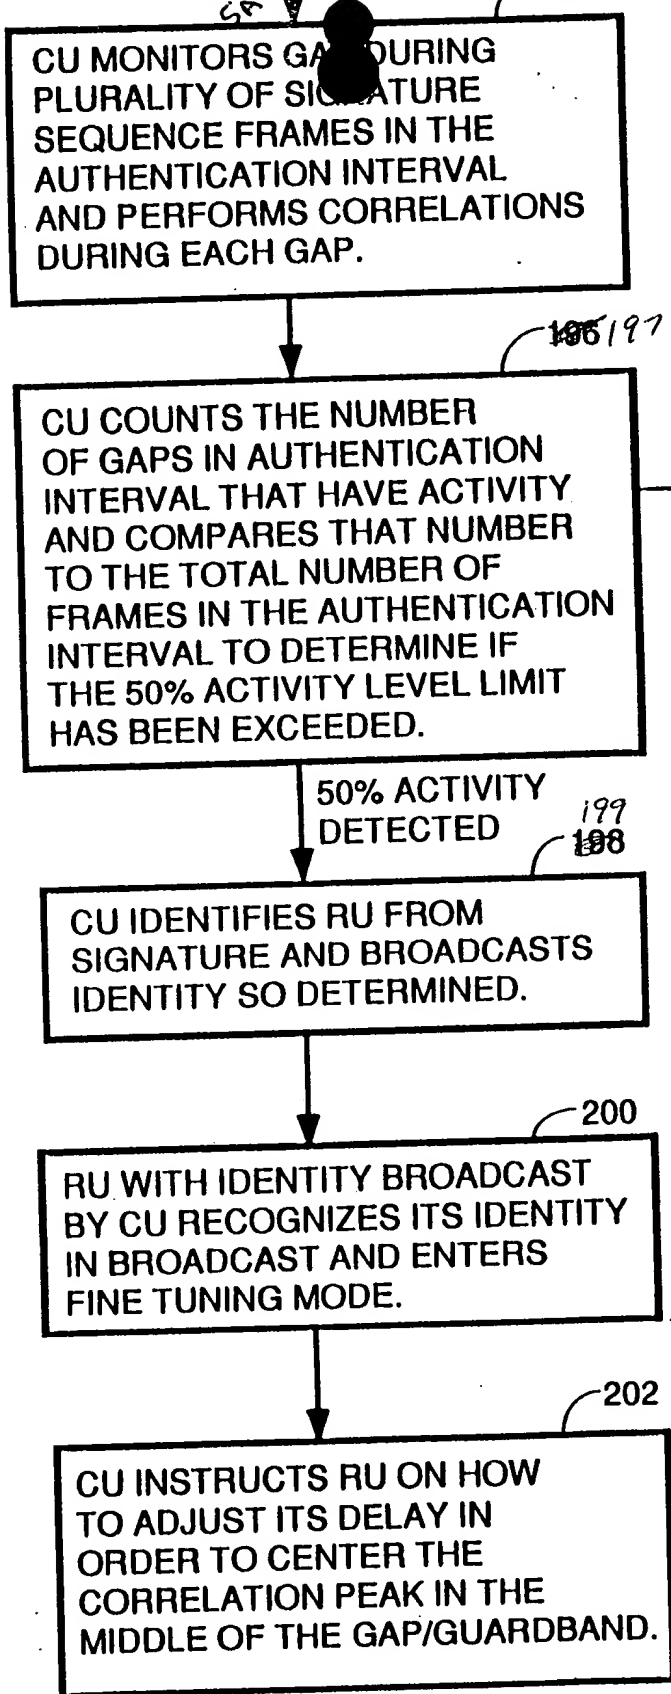 5A
CU MONITORS GA DURING
PLURALITY OF SIGNATURE
SEQUENCE FRAMES IN THE
AUTHENTICATION INTERVAL
AND PERFORMS CORRELATIONS
DURING EACH GAP.
196 197
CU COUNTS THE NUMBER
OF GAPS IN AUTHENTICATION
INTERVAL THAT HAVE ACTIVITY
AND COMPARES THAT NUMBER
TO THE TOTAL NUMBER OF
FRAMES IN THE AUTHENTICATION
INTERVAL TO DETERMINE IF
THE 50% ACTIVITY LEVEL LIMIT
HAS BEEN EXCEEDED.
50% ACTIVITY
DETECTED
199
198
CU IDENTIFIES RU FROM
SIGNATURE AND BROADCASTS
IDENTITY SO DETERMINED.
200
RU WITH IDENTITY BROADCAST
BY CU RECOGNIZES ITS IDENTITY
IN BROADCAST AND ENTERS
FINE TUNING MODE.
202
CU INSTRUCTS RU ON HOW
TO ADJUST ITS DELAY IN
ORDER TO CENTER THE
CORRELATION PEAK IN THE
MIDDLE OF THE GAP/GUARDBAND.